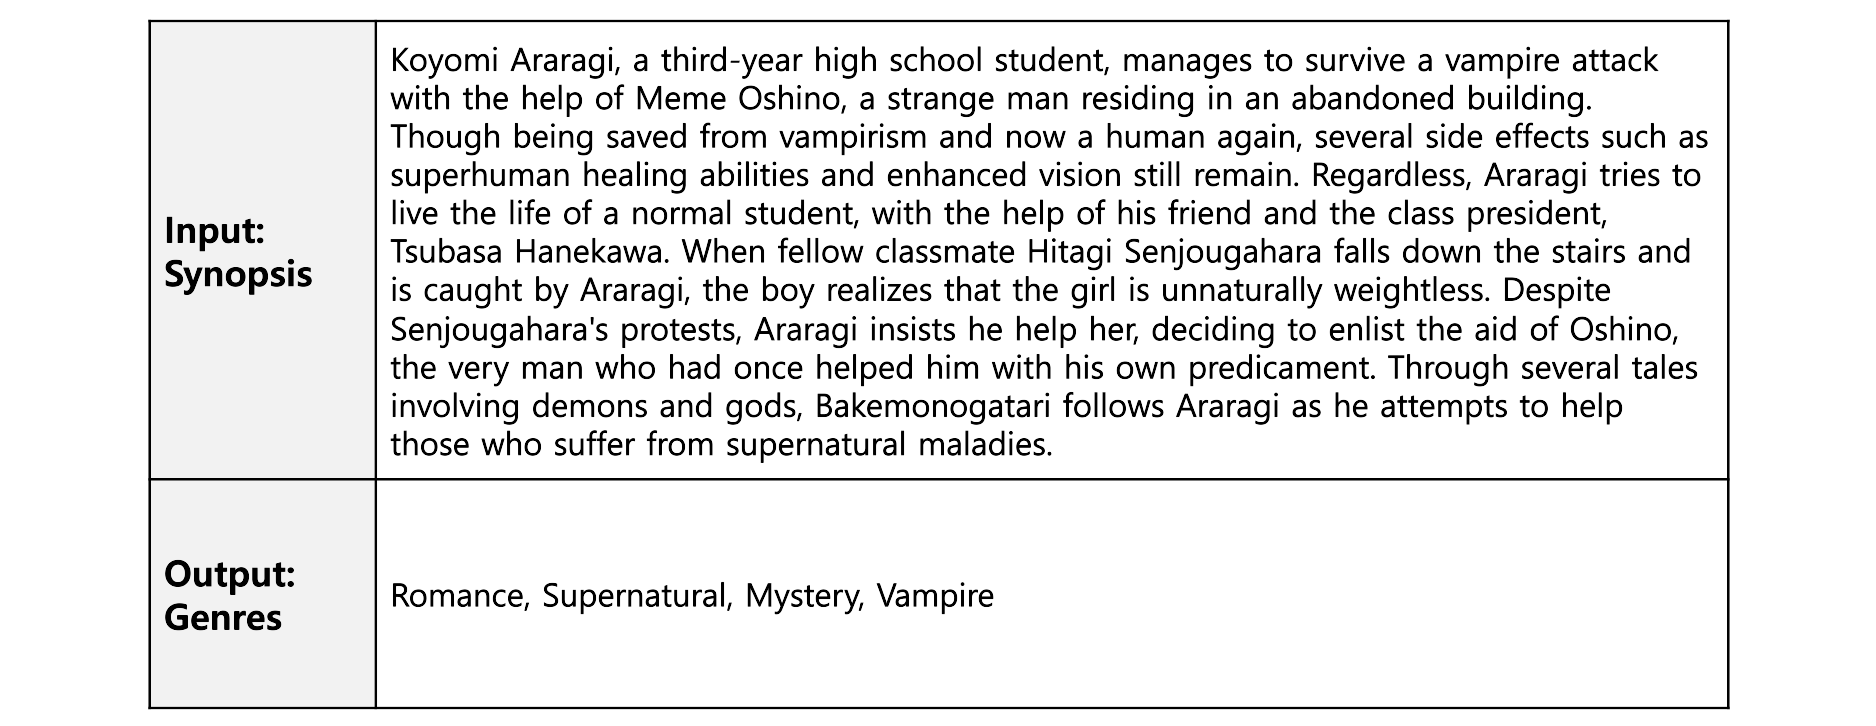 Input:
Synopsis
Koyomi Araragi, a third-year high school student, manages to survive a vampire attack
with the help of Meme Oshino, a strange man residing in an abandoned building.
Though being saved from vampirism and now a human again, several side effects such as
superhuman healing abilities and enhanced vision still remain. Regardless, Araragi tries to
live the life of a normal student, with the help of his friend and the class president,
Tsubasa Hanekawa. When fellow classmate Hitagi Senjougahara falls down the stairs and
is caught by Araragi, the boy realizes that the girl is unnaturally weightless. Despite
Senjougahara's protests, Araragi insists he help her, deciding to enlist the aid of Oshino,
the very man who had once helped him with his own predicament. Through several tales
involving demons and gods, Bakemonogatari follows Araragi as he attempts to help
those who suffer from supernatural maladies.
Output:
Genres
Romance, Supernatural, Mystery, Vampire